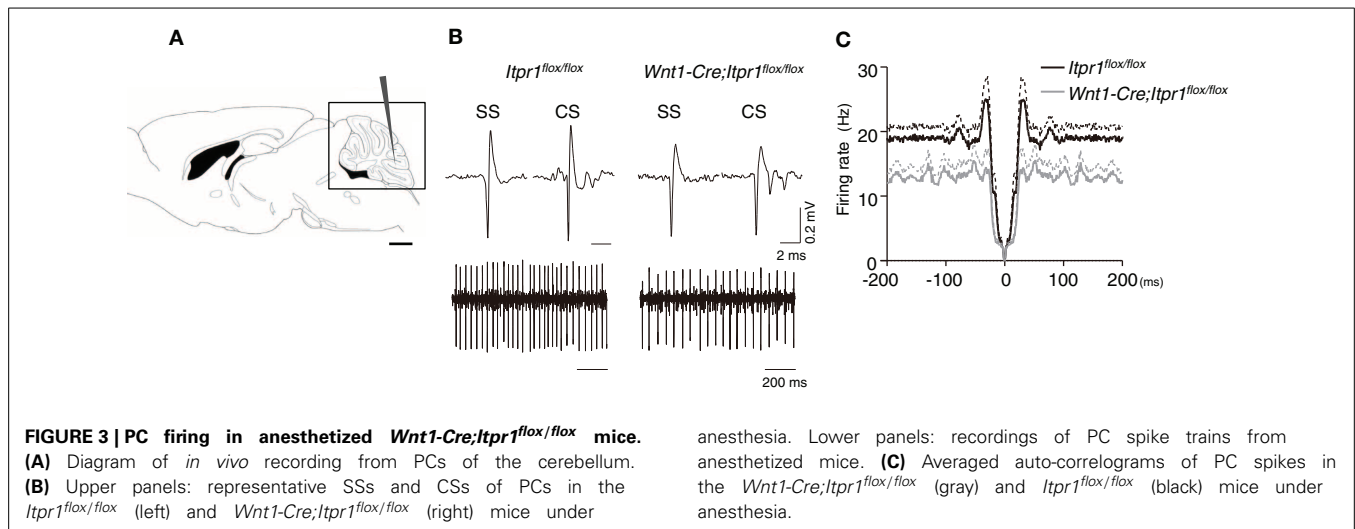 A
B
Itpr1flox/flox
Wnt1-Cre;Itpr1flox/flox
SS CS SS CS
0.2 mV
2 ms
200 ms
C
Itpr1flox/flox
Wnt1-Cre;Itpr1flox/flox
30
20
10
0
Firing rate (Hz)
-200 -100 0 100 200 (ms)
FIGURE 3 | PC firing in anesthetized Wnt1-Cre;Itpr1flox/flox mice.
(A) Diagram of in vivo recording from PCs of the cerebellum.
(B) Upper panels: representative SSs and CSs of PCs in the
Itpr1flox/flox (left) and Wnt1-Cre;Itpr1flox/flox (right) mice under
anesthesia. Lower panels: recordings of PC spike trains from
anesthetized mice. (C) Averaged auto-correlograms of PC spikes in
the Wnt1-Cre;Itpr1flox/flox (gray) and Itpr1flox/flox (black) mice under
anesthesia.